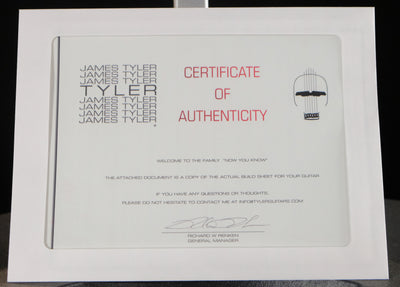 JAMES TYLER
JAMES TYLER
JAMES TYLER
TYLER
JAMES TYLER
JAMES TYLER
JAMES TYLER
JAMES TYLER
CERTIFICATE
OF
AUTHENTICITY
WELCOME TO THE FAMILY. "NOW YOU KNOW"
THE ATTACHED DOCUMENT IS A COPY OF THE ACTUAL BUILD SHEET FOR YOUR GUITAR
IF YOU HAVE ANY QUESTIONS OR THOUGHTS,
PLEASE DO NOT HESITATE TO CONTACT ME AT INFO@TYLERGUITARS.COM
RICHARD W RENKEN
GENERAL MANAGER